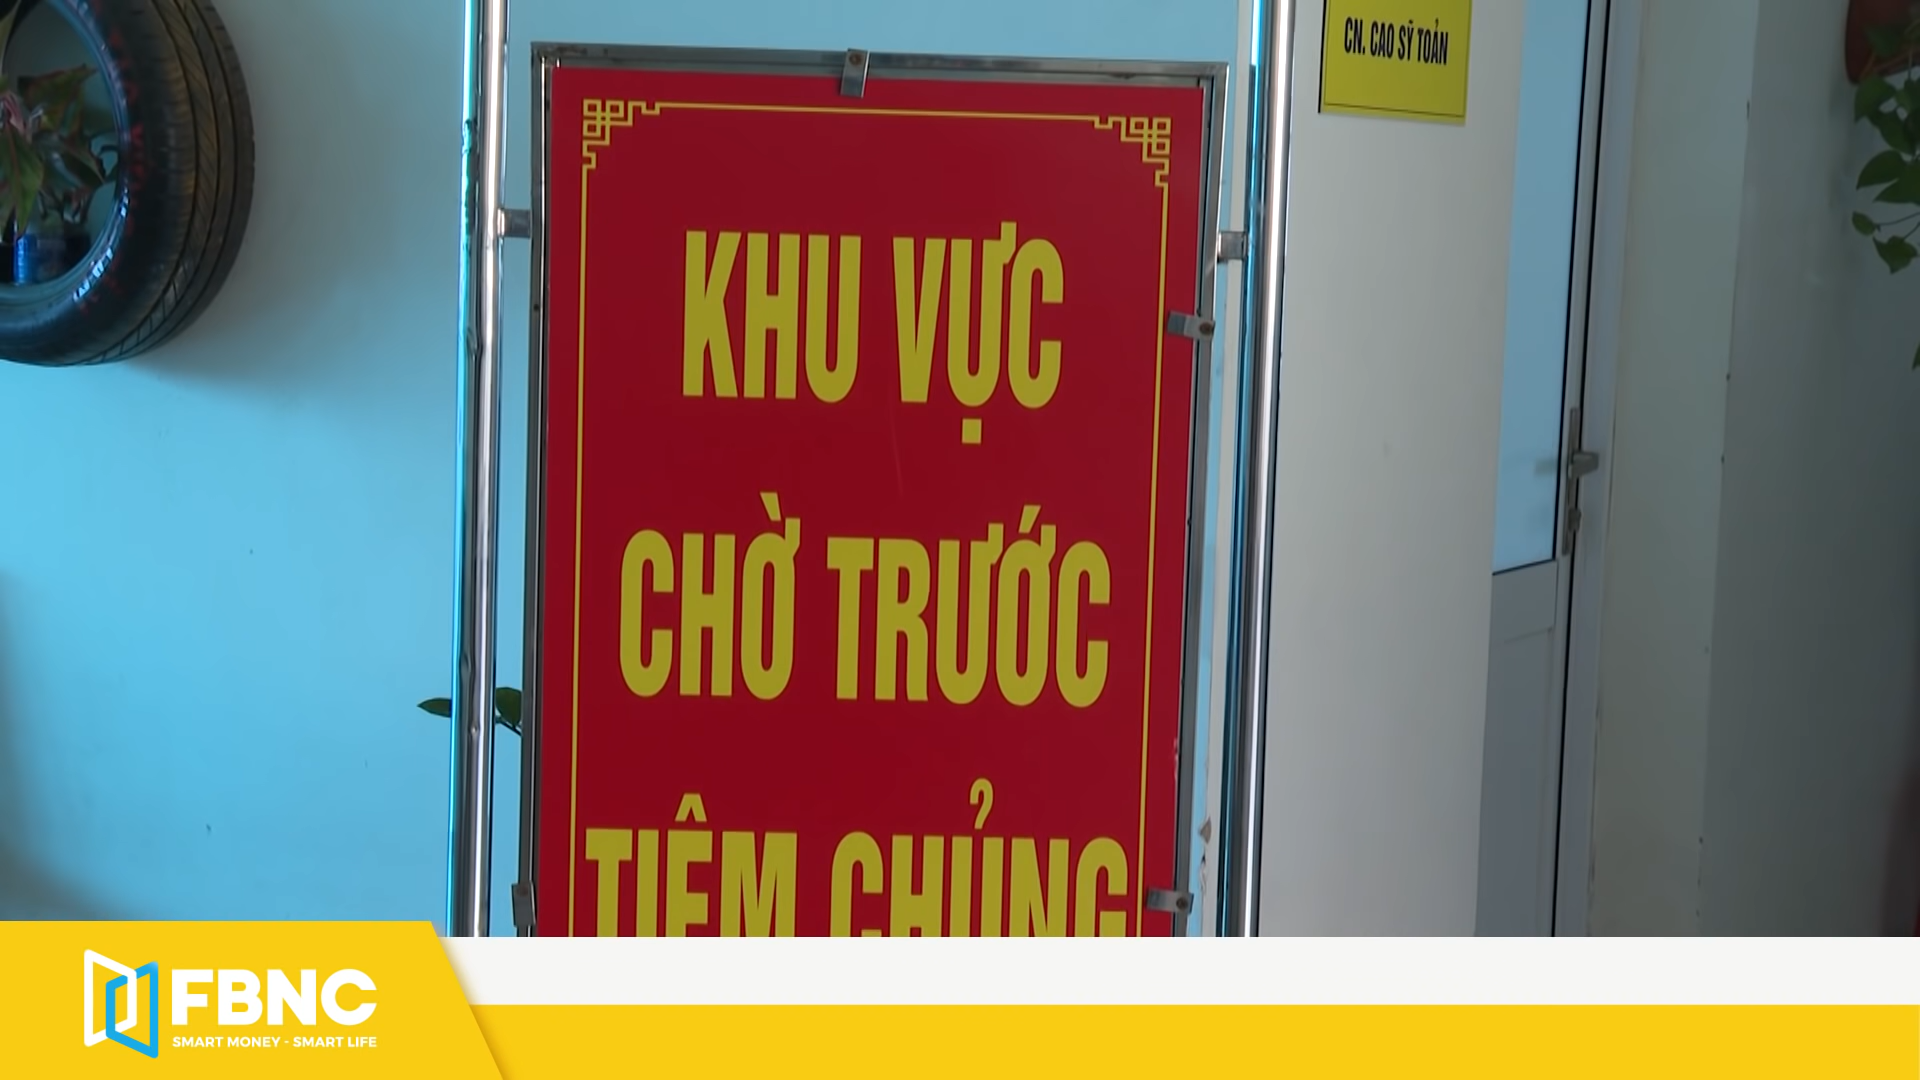 CN. CAO SỸ TOẢN
KHU VỰC
CHỜ TRƯỚC
TIÊM CHỦNG
FBNC
SMART MONEY - SMART LIFE